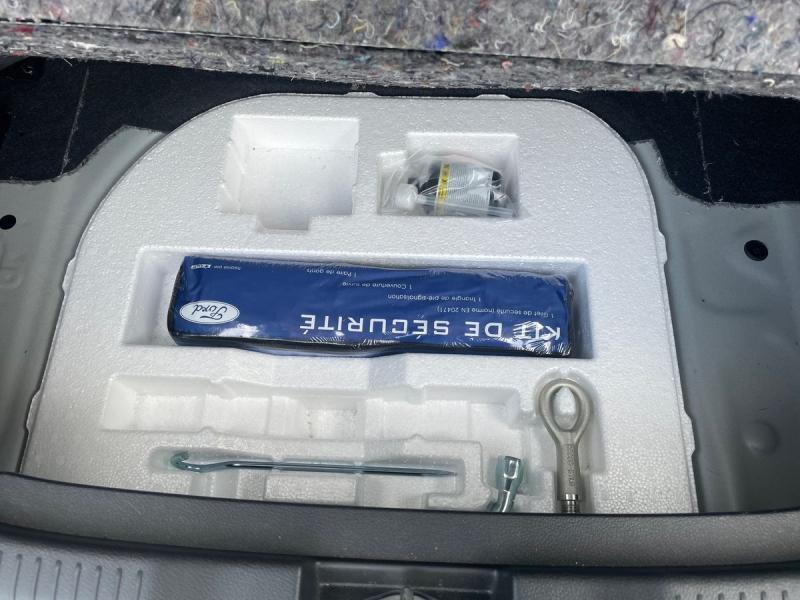 KIT DE SÉCURITÉ
1 Gilet de sécurité (norme EN 20471)
1 Triangle de pré-signalisation
1 Couverture de survie
1 Paire de gants
Ford